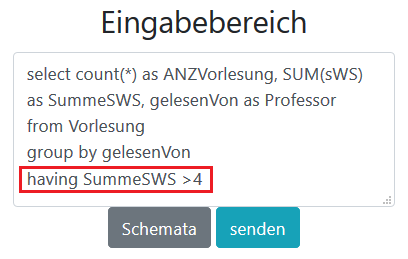 Eingabebereich
select count(*) as ANZVorlesung, SUM(sWS)
as SummeSWS, gelesenVon as Professor
from Vorlesung
group by gelesenVon
having SummeSWS >4
Schemata
senden